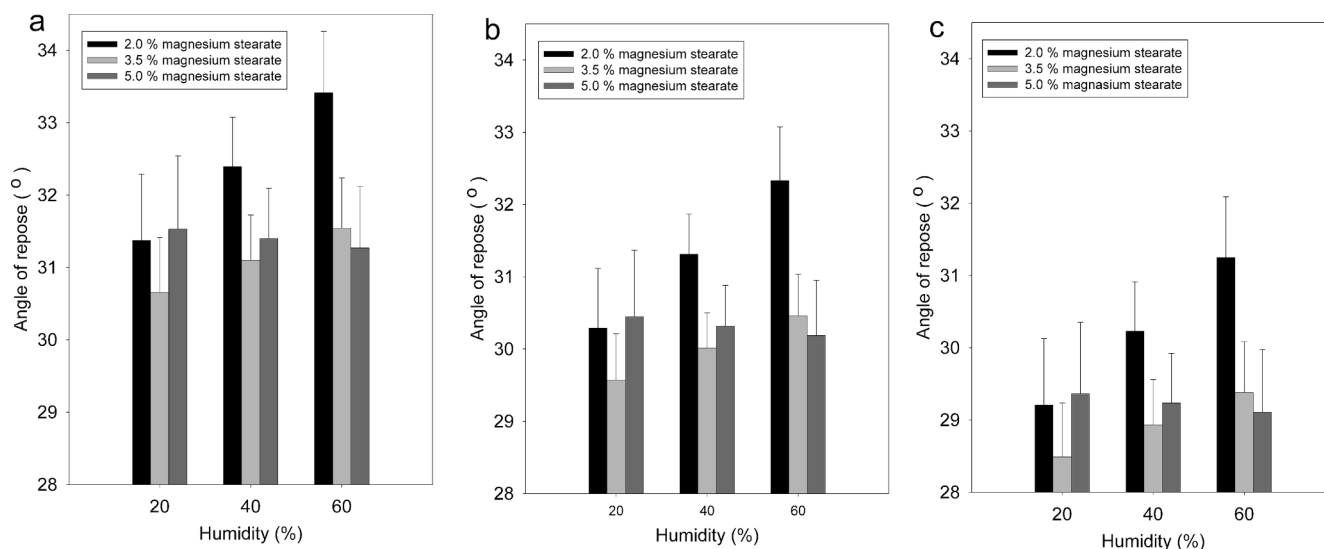 a
2.0 % magnesium stearate
3.5 % magnesium stearate
5.0 % magnesium stearate
34
33
32
31
30
29
28
Angle of repose ( º )
20 40 60
Humidity (%)
b
2.0 % magnesium stearate
3.5 % magnesium stearate
5.0 % magnesium stearate
34
33
32
31
30
29
28
Angle of repose ( º )
20 40 60
Humidity (%)
c
2.0 % magnesium stearate
3.5 % magnesium stearate
5.0 % magnasium stearate
34
33
32
31
30
29
28
Angle of repose ( º )
20 40 60
Humidity (%)